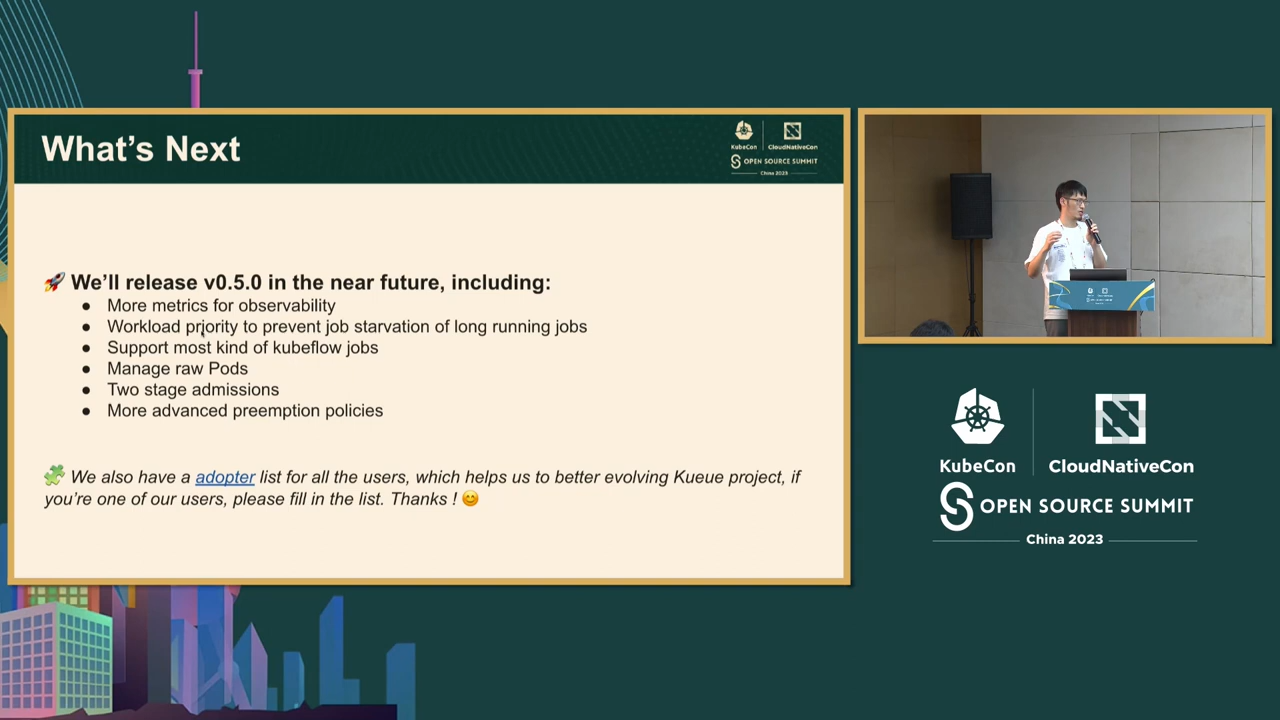 What's Next
KubeCon
CloudNativeCon
OPEN SOURCE SUMMIT
China 2023
🚀 We'll release v0.5.0 in the near future, including:
● More metrics for observability
● Workload priority to prevent job starvation of long running jobs
● Support most kind of kubeflow jobs
● Manage raw Pods
● Two stage admissions
● More advanced preemption policies
🧩 We also have a adopter list for all the users, which helps us to better evolving Kueue project, if
you're one of our users, please fill in the list. Thanks ! 😊
KubeCon
CloudNativeCon
OPEN SOURCE SUMMIT
China 2023